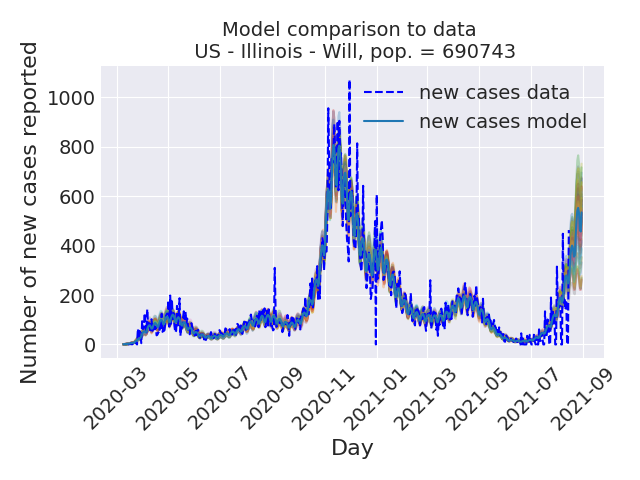 Model comparison to data
US - Illinois - Will, pop. = 690743
Number of new cases reported
1000
800
600
400
200
0
new cases data
new cases model
2020-03
2020-05
2020-07
2020-09
2020-11
2021-01
2021-03
2021-05
2021-07
2021-09
Day